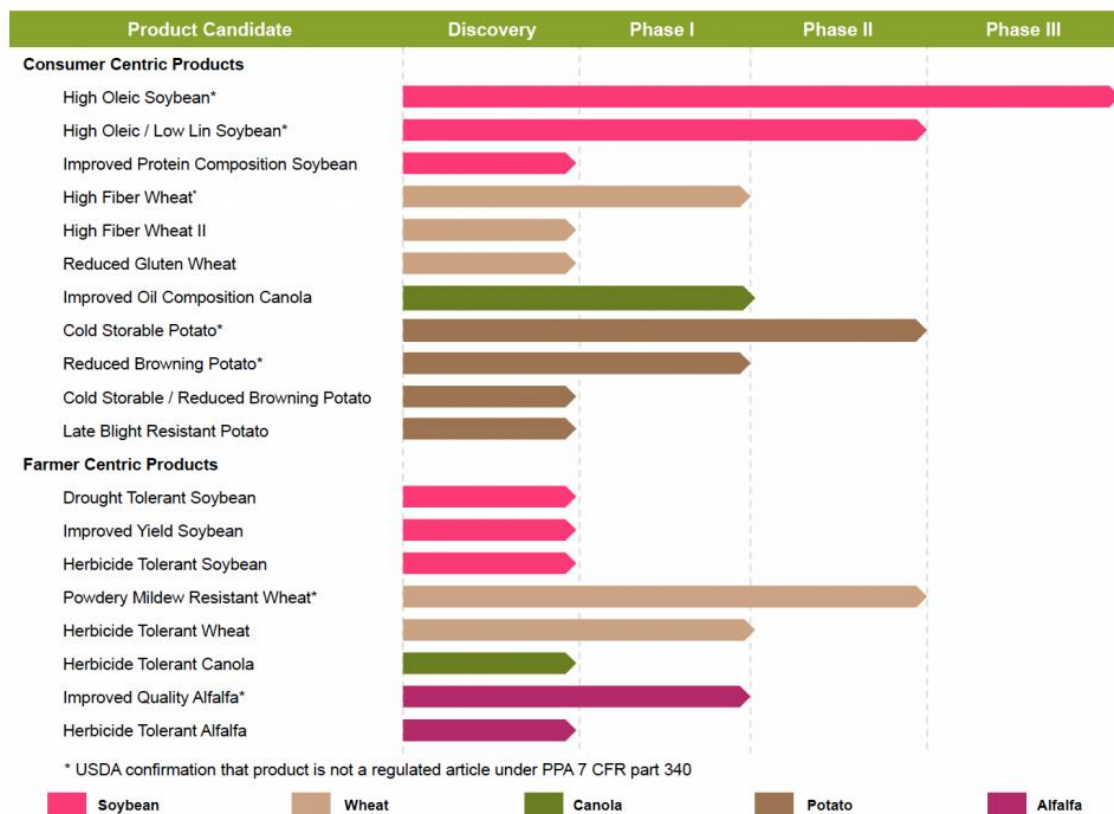 Product Candidate Discovery Phase I Phase II Phase III
Consumer Centric Products
High Oleic Soybean*
High Oleic / Low Lin Soybean*
Improved Protein Composition Soybean
High Fiber Wheat*
High Fiber Wheat II
Reduced Gluten Wheat
Improved Oil Composition Canola
Cold Storable Potato*
Reduced Browning Potato*
Cold Storable / Reduced Browning Potato
Late Blight Resistant Potato
Farmer Centric Products
Drought Tolerant Soybean
Improved Yield Soybean
Herbicide Tolerant Soybean
Powdery Mildew Resistant Wheat*
Herbicide Tolerant Wheat
Herbicide Tolerant Canola
Improved Quality Alfalfa*
Herbicide Tolerant Alfalfa
* USDA confirmation that product is not a regulated article under PPA 7 CFR part 340
Soybean Wheat Canola Potato Alfalfa